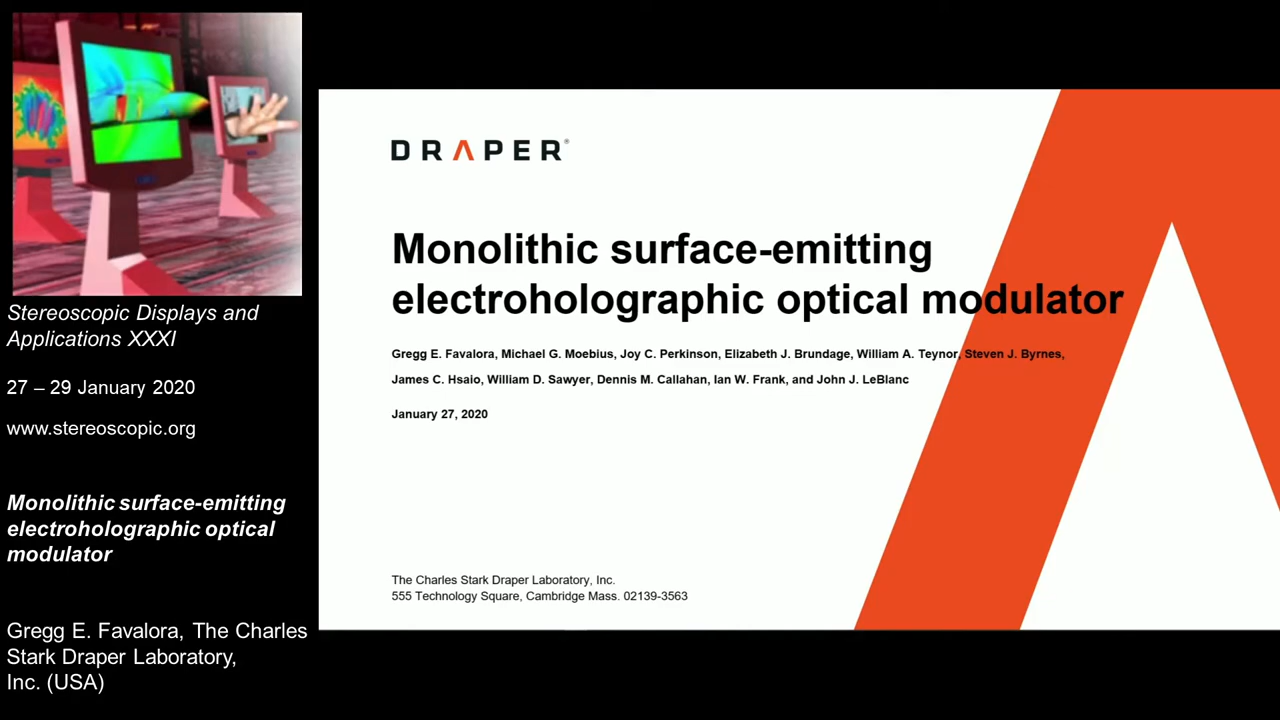 Stereoscopic Displays and
Applications XXXI
27 – 29 January 2020
www.stereoscopic.org
Monolithic surface-emitting
electroholographic optical
modulator
Gregg E. Favalora, The Charles
Stark Draper Laboratory,
Inc. (USA)
DRAPER®
Monolithic surface-emitting
electroholographic optical modulator
Gregg E. Favalora, Michael G. Moebius, Joy C. Perkinson, Elizabeth J. Brundage, William A. Teynor, Steven J. Byrnes,
James C. Hsaio, William D. Sawyer, Dennis M. Callahan, Ian W. Frank, and John J. LeBlanc
January 27, 2020
The Charles Stark Draper Laboratory, Inc.
555 Technology Square, Cambridge Mass. 02139-3563